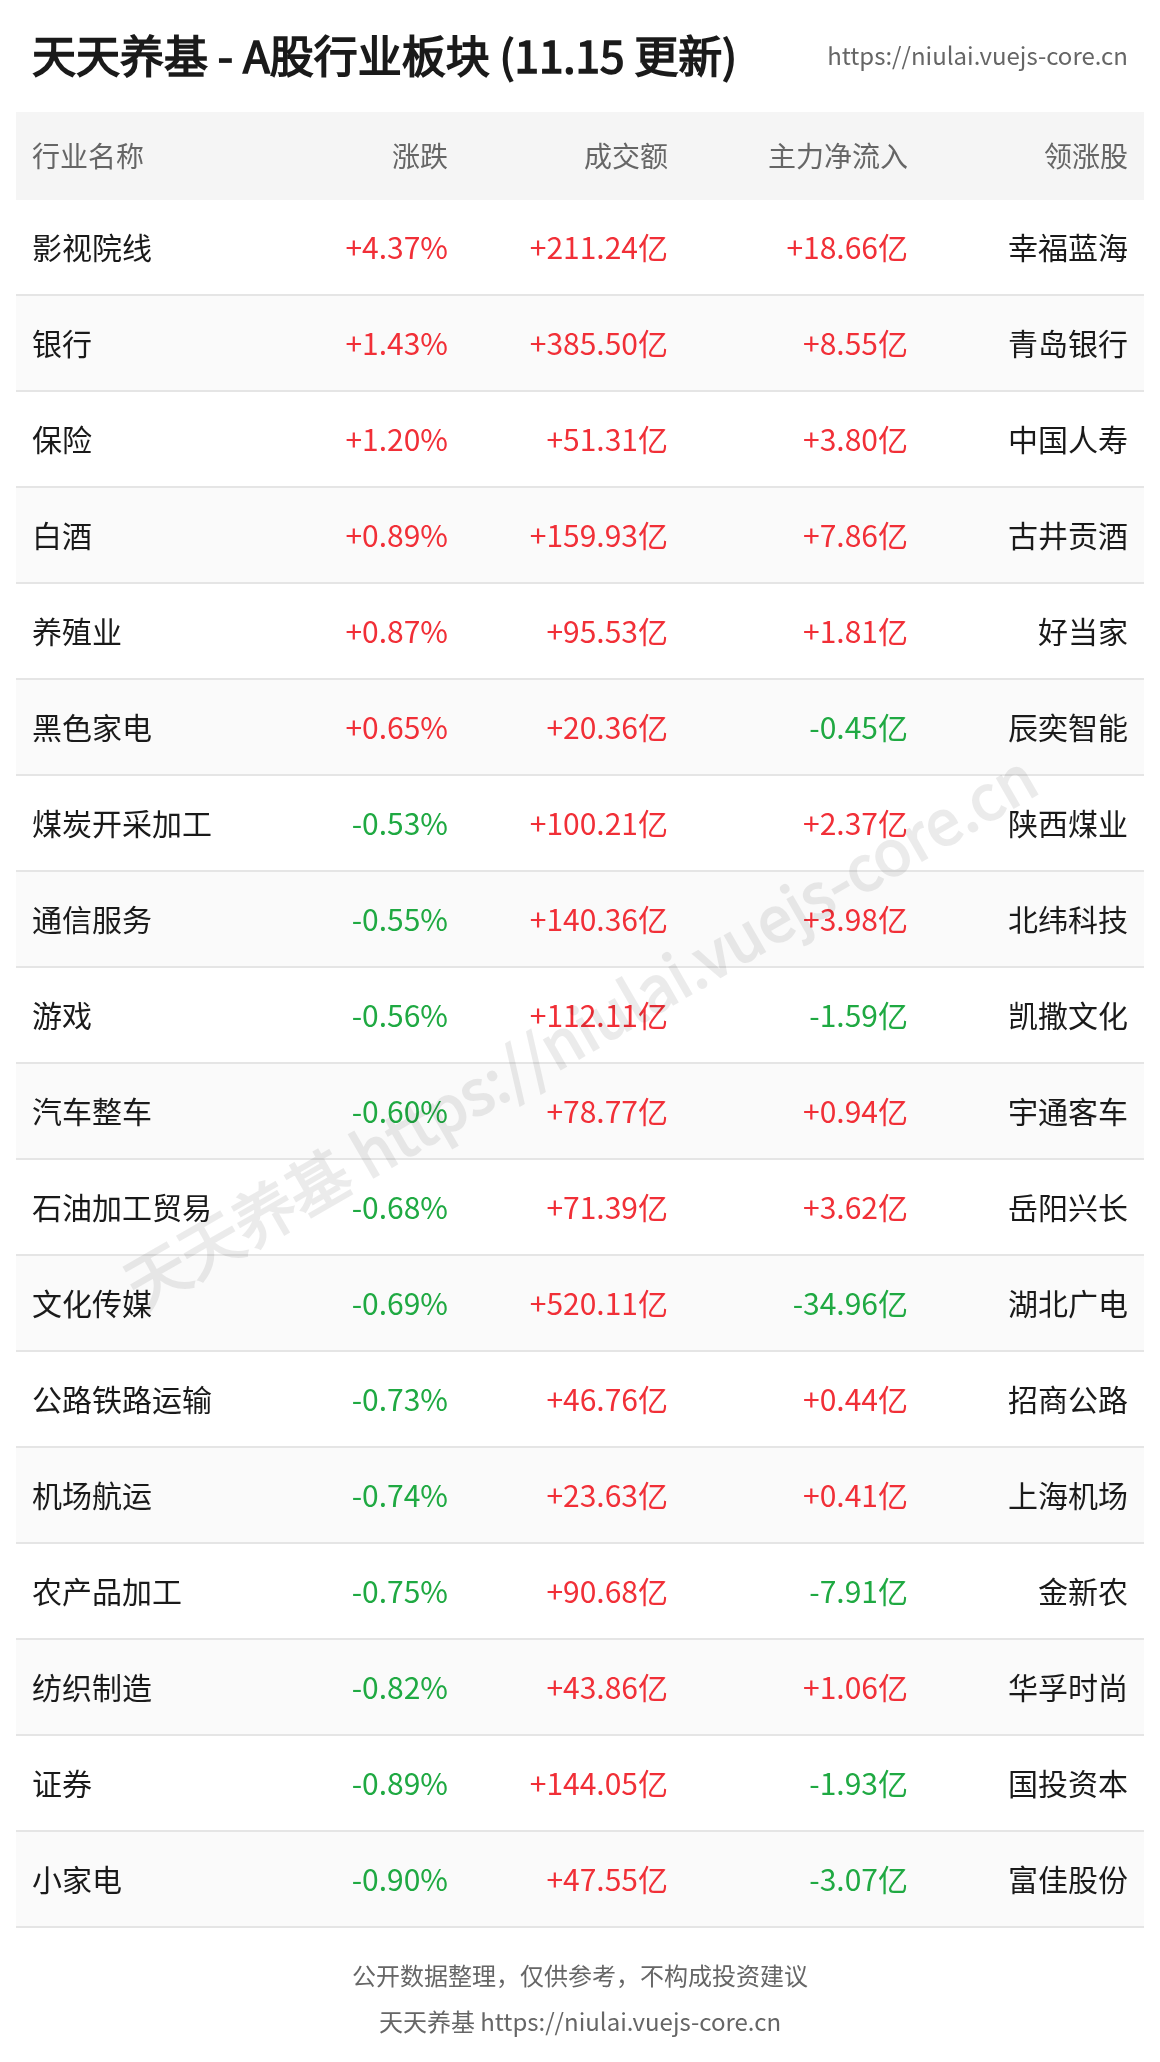 天天养基 - A股行业板块 (11.15 更新) https://niulai.vuejs-core.cn
行业名称 涨跌 成交额 主力净流入 领涨股
影视院线 +4.37% +211.24亿 +18.66亿 幸福蓝海
银行 +1.43% +385.50亿 +8.55亿 青岛银行
保险 +1.20% +51.31亿 +3.80亿 中国人寿
白酒 +0.89% +159.93亿 +7.86亿 古井贡酒
养殖业 +0.87% +95.53亿 +1.81亿 好当家
黑色家电 +0.65% +20.36亿 -0.45亿 辰奕智能
煤炭开采加工 -0.53% +100.21亿 +2.37亿 陕西煤业
通信服务 -0.55% +140.36亿 +3.98亿 北纬科技
游戏 -0.56% +112.11亿 -1.59亿 凯撒文化
汽车整车 -0.60% +78.77亿 +0.94亿 宇通客车
石油加工贸易 -0.68% +71.39亿 +3.62亿 岳阳兴长
文化传媒 -0.69% +520.11亿 -34.96亿 湖北广电
公路铁路运输 -0.73% +46.76亿 +0.44亿 招商公路
机场航运 -0.74% +23.63亿 +0.41亿 上海机场
农产品加工 -0.75% +90.68亿 -7.91亿 金新农
纺织制造 -0.82% +43.86亿 +1.06亿 华孚时尚
证券 -0.89% +144.05亿 -1.93亿 国投资本
小家电 -0.90% +47.55亿 -3.07亿 富佳股份
公开数据整理，仅供参考，不构成投资建议
天天养基 https://niulai.vuejs-core.cn
天天养基 https://niulai.vuejs-core.cn